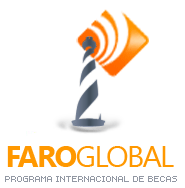 FAROGLOBAL
PROGRAMA INTERNACIONAL DE BECAS